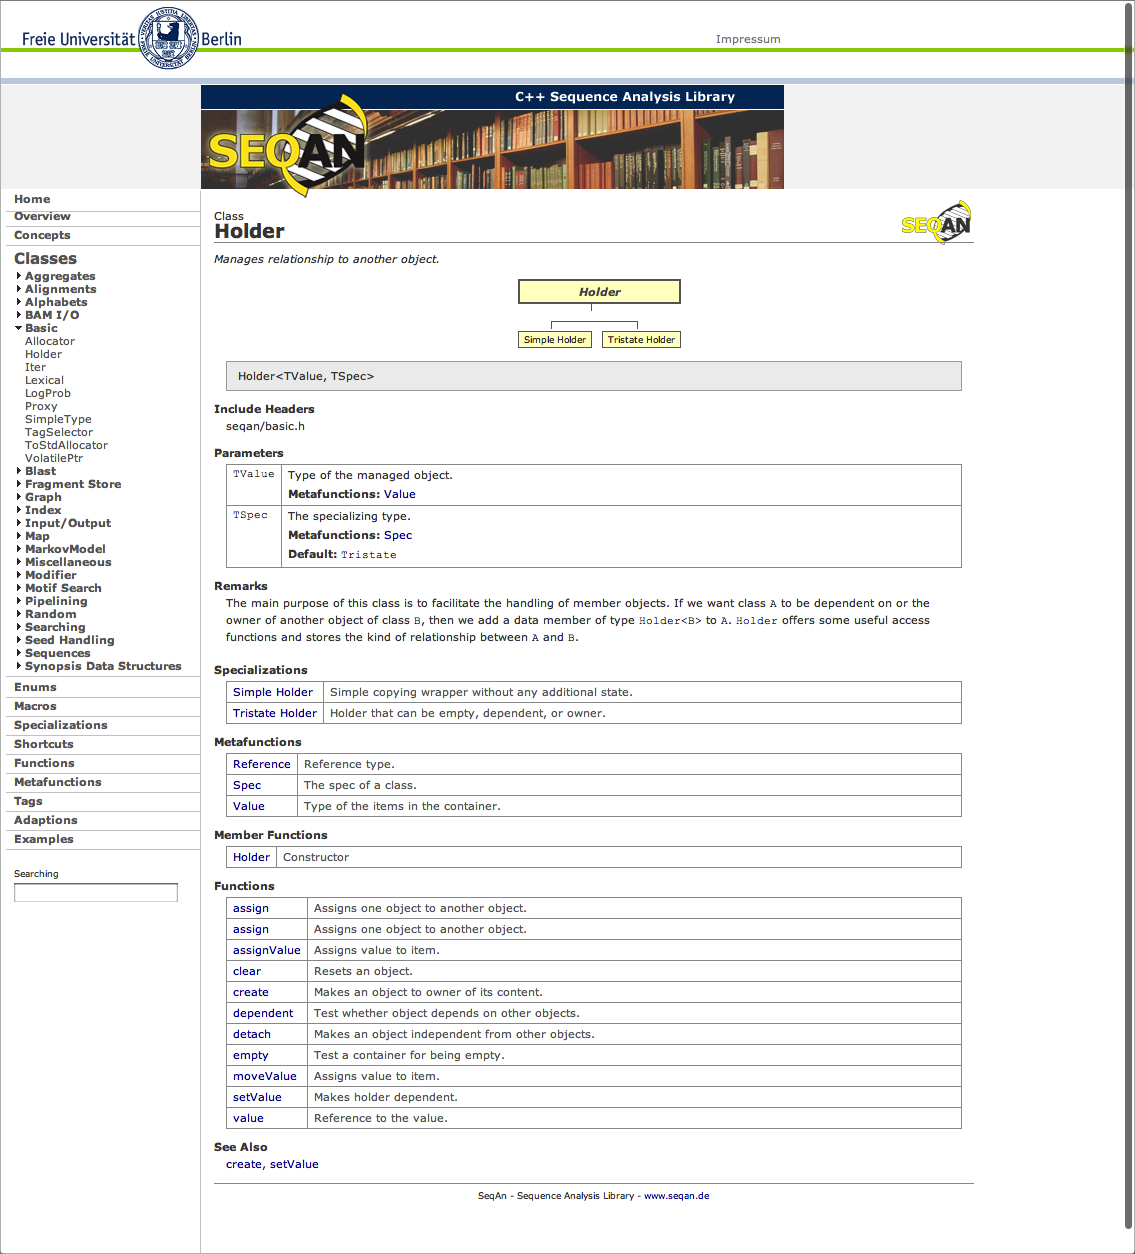 Freie Universität Berlin
Impressum
C++ Sequence Analysis Library
SEQAN
Home
Overview
Concepts
Classes
Aggregates
Alignments
Alphabets
BAM I/O
Basic
Allocator
Holder
Iter
Lexical
LogProb
Proxy
SimpleType
TagSelector
ToStdAllocator
VolatilePtr
Blast
Fragment Store
Graph
Index
Input/Output
Map
MarkovModel
Miscellaneous
Modifier
Motif Search
Pipelining
Random
Searching
Seed Handling
Sequences
Synopsis Data Structures
Enums
Macros
Specializations
Shortcuts
Functions
Metafunctions
Tags
Adaptions
Examples
Searching
Class
Holder
SEQAN
Manages relationship to another object.
Holder
Simple Holder Tristate Holder
Holder<TValue, TSpec>
Include Headers
seqan/basic.h
Parameters
TValue Type of the managed object.
Metafunctions: Value
TSpec The specializing type.
Metafunctions: Spec
Default: Tristate
Remarks
The main purpose of this class is to facilitate the handling of member objects. If we want class A to be dependent on or the
owner of another object of class B, then we add a data member of type Holder<B> to A. Holder offers some useful access
functions and stores the kind of relationship between A and B.
Specializations
Simple Holder Simple copying wrapper without any additional state.
Tristate Holder Holder that can be empty, dependent, or owner.
Metafunctions
Reference Reference type.
Spec The spec of a class.
Value Type of the items in the container.
Member Functions
Holder Constructor
Functions
assign Assigns one object to another object.
assign Assigns one object to another object.
assignValue Assigns value to item.
clear Resets an object.
create Makes an object to owner of its content.
dependent Test whether object depends on other objects.
detach Makes an object independent from other objects.
empty Test a container for being empty.
moveValue Assigns value to item.
setValue Makes holder dependent.
value Reference to the value.
See Also
create, setValue
SeqAn - Sequence Analysis Library - www.seqan.de